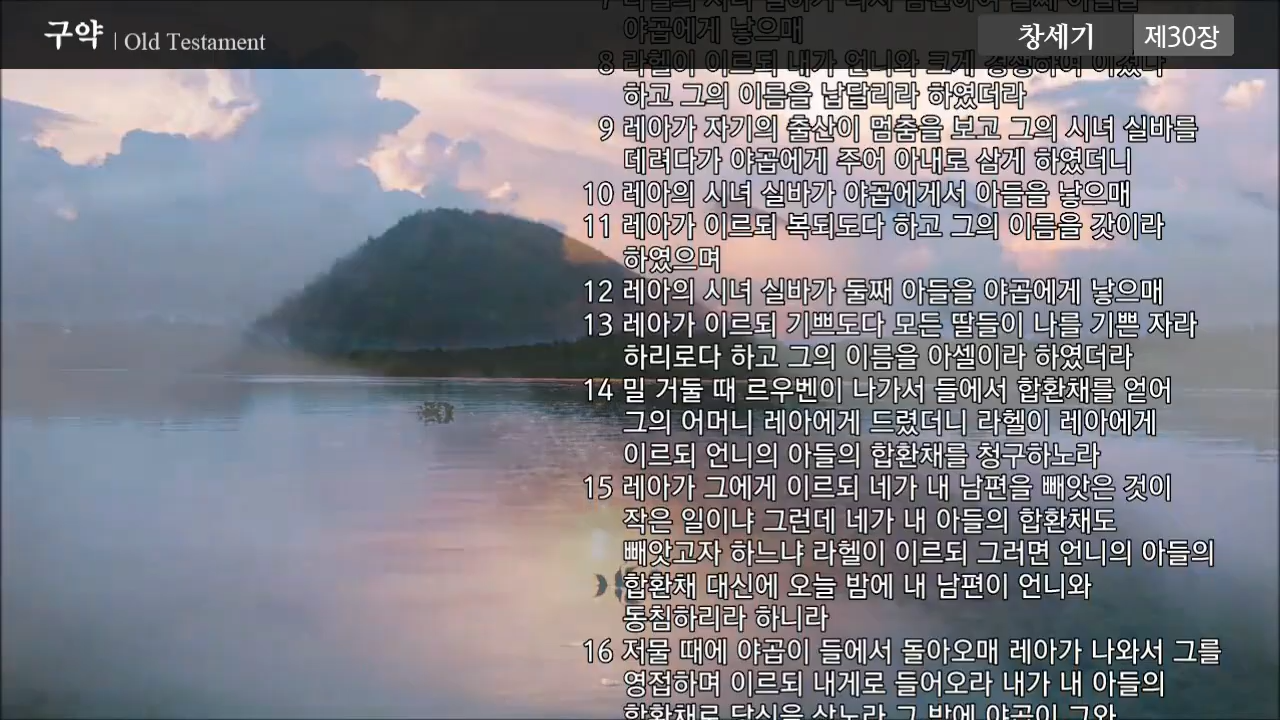 구약 | Old Testament
창세기 제30장
야곱에게 낳으매
8 라헬이 이르되 내가 언니와 크게 경쟁하여 이겼다
하고 그의 이름을 납달리라 하였더라
9 레아가 자기의 출산이 멈춤을 보고 그의 시녀 실바를
데려다가 야곱에게 주어 아내로 삼게 하였더니
10 레아의 시녀 실바가 야곱에게서 아들을 낳으매
11 레아가 이르되 복되도다 하고 그의 이름을 갓이라
하였으며
12 레아의 시녀 실바가 둘째 아들을 야곱에게 낳으매
13 레아가 이르되 기쁘도다 모든 딸들이 나를 기쁜 자라
하리로다 하고 그의 이름을 아셀이라 하였더라
14 밀 거둘 때 르우벤이 나가서 들에서 합환채를 얻어
그의 어머니 레아에게 드렸더니 라헬이 레아에게
이르되 언니의 아들의 합환채를 청구하노라
15 레아가 그에게 이르되 네가 내 남편을 빼앗은 것이
작은 일이냐 그런데 네가 내 아들의 합환채도
빼앗고자 하느냐 라헬이 이르되 그러면 언니의 아들의
합환채 대신에 오늘 밤에 내 남편이 언니와
동침하리라 하니라
16 저물 때에 야곱이 들에서 돌아오매 레아가 나와서 그를
영접하며 이르되 내게로 들어오라 내가 내 아들의
합환채로 당신을 샀노라 그 밤에 야곱이 그와